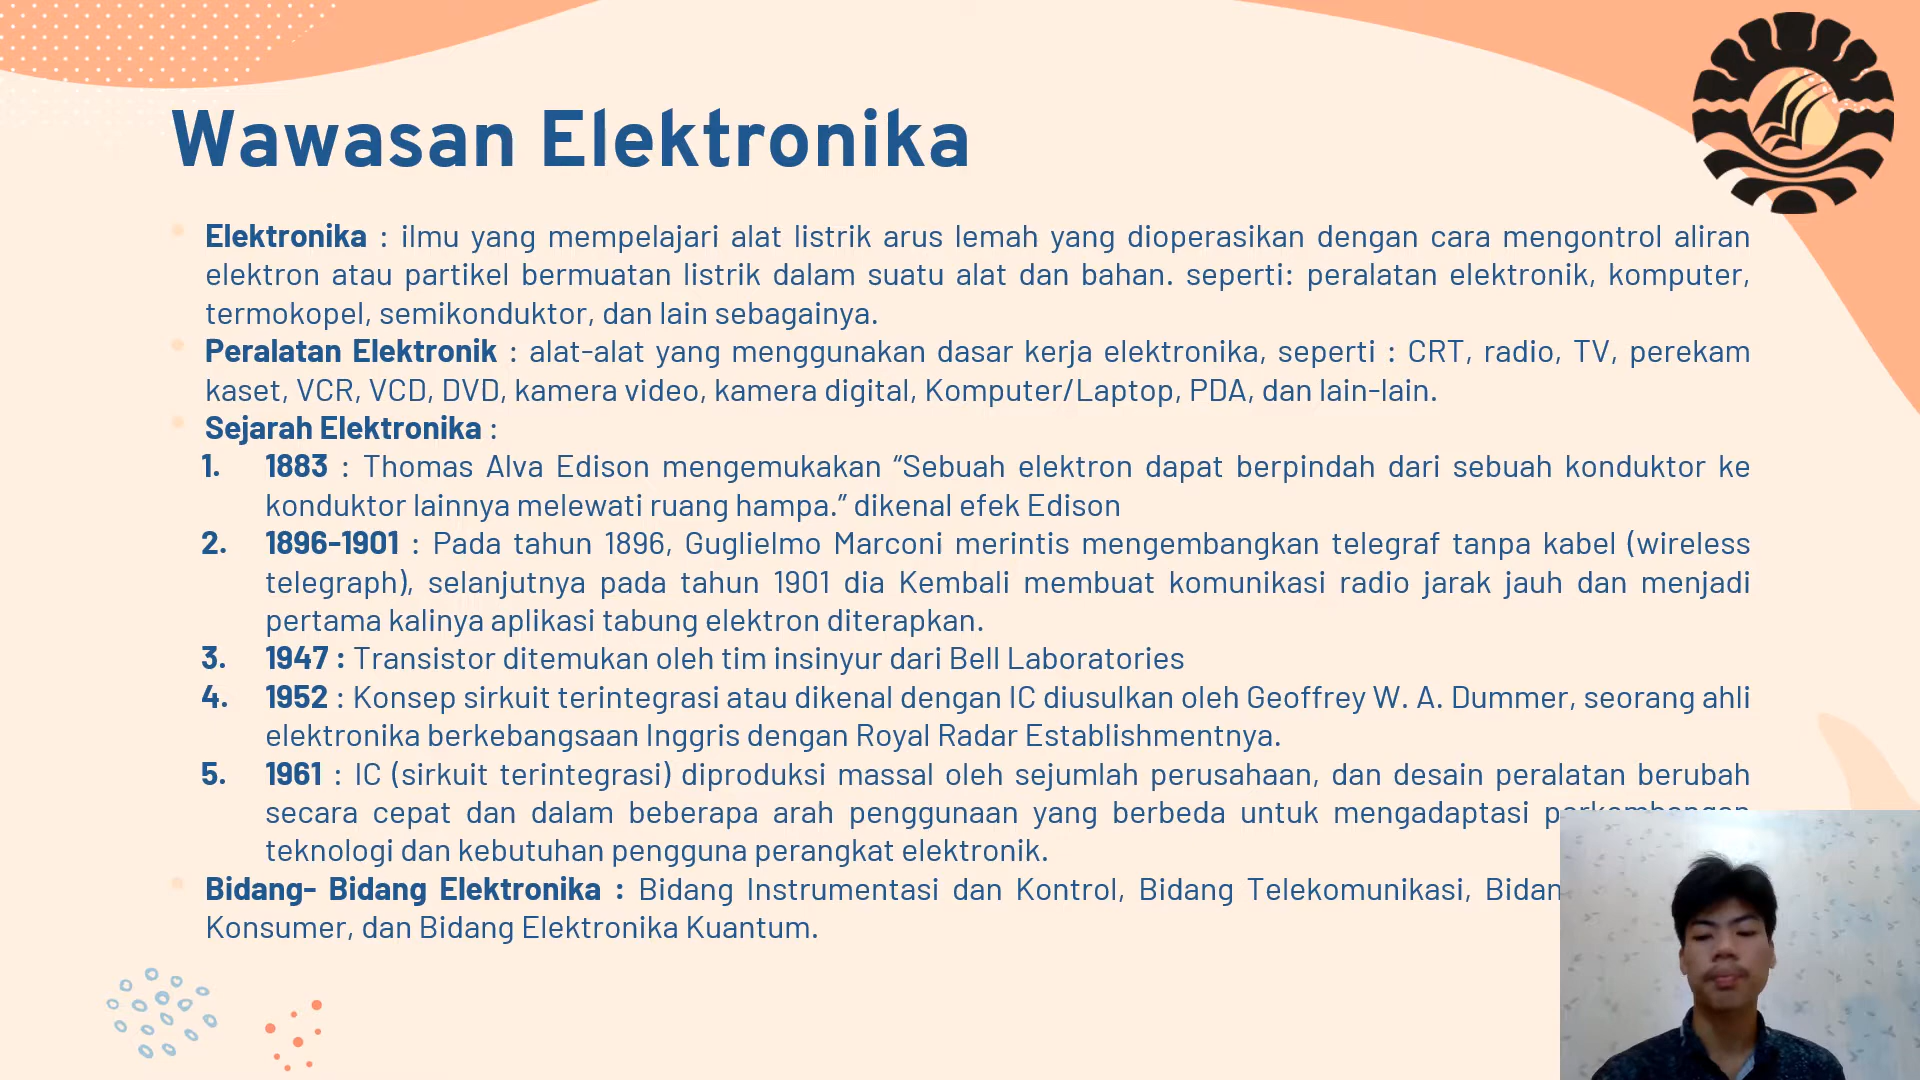 Wawasan Elektronika
Elektronika : ilmu yang mempelajari alat listrik arus lemah yang dioperasikan dengan cara mengontrol aliran
elektron atau partikel bermuatan listrik dalam suatu alat dan bahan. seperti: peralatan elektronik, komputer,
termokopel, semikonduktor, dan lain sebagainya.
Peralatan Elektronik : alat-alat yang menggunakan dasar kerja elektronika, seperti : CRT, radio, TV, perekam
kaset, VCR, VCD, DVD, kamera video, kamera digital, Komputer/Laptop, PDA, dan lain-lain.
Sejarah Elektronika :
1. 1883 : Thomas Alva Edison mengemukakan “Sebuah elektron dapat berpindah dari sebuah konduktor ke
konduktor lainnya melewati ruang hampa.” dikenal efek Edison
2. 1896-1901 : Pada tahun 1896, Guglielmo Marconi merintis mengembangkan telegraf tanpa kabel (wireless
telegraph), selanjutnya pada tahun 1901 dia Kembali membuat komunikasi radio jarak jauh dan menjadi
pertama kalinya aplikasi tabung elektron diterapkan.
3. 1947 : Transistor ditemukan oleh tim insinyur dari Bell Laboratories
4. 1952 : Konsep sirkuit terintegrasi atau dikenal dengan IC diusulkan oleh Geoffrey W. A. Dummer, seorang ahli
elektronika berkebangsaan Inggris dengan Royal Radar Establishmentnya.
5. 1961 : IC (sirkuit terintegrasi) diproduksi massal oleh sejumlah perusahaan, dan desain peralatan berubah
secara cepat dan dalam beberapa arah penggunaan yang berbeda untuk mengadaptasi
teknologi dan kebutuhan pengguna perangkat elektronik.
Bidang- Bidang Elektronika : Bidang Instrumentasi dan Kontrol, Bidang Telekomunikasi,
Konsumer, dan Bidang Elektronika Kuantum.